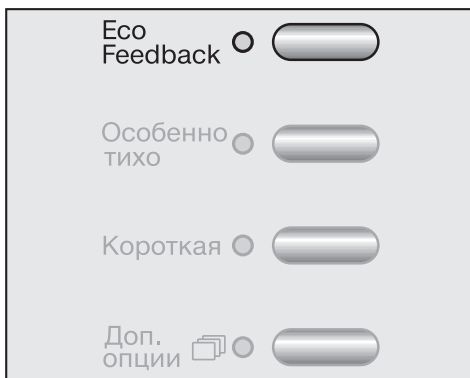 Eco
Feedback
Особенно
тихо
Короткая
Доп.
опции